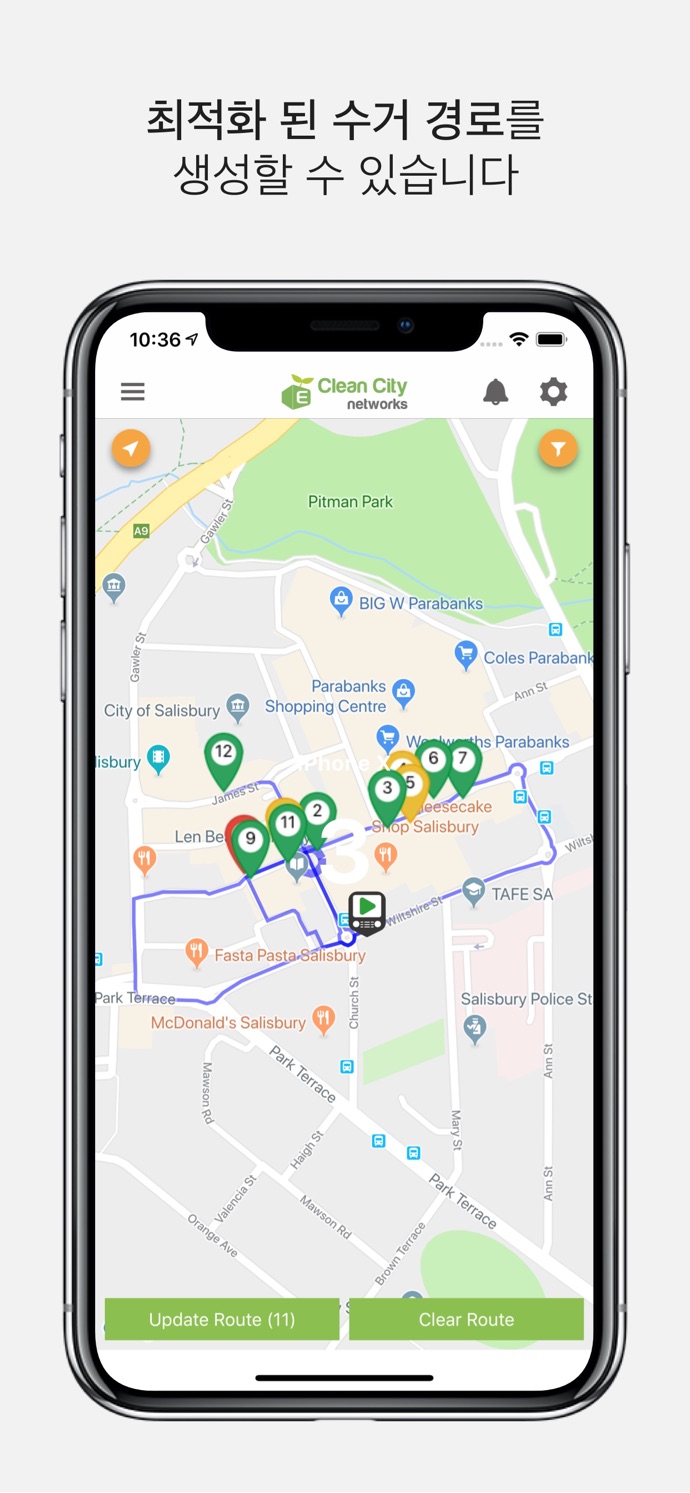 최적화 된 수거 경로를
생성할 수 있습니다
10:36
E Clean City
networks
Pitman Park
A9
Gawler St
BIG W Parabanks
Coles Parabank
Gawler St
Ann St
Parabanks
Shopping Centre
City of Salisbury
Woolworths Parabanks
lisbury
12
iPhone X
6
7
5
3
James St
2
11
9
Len Be
3
heesecake
Shop Salisbury
Wilts
TAFE SA
Wiltshire St
Fasta Pasta Salisbury
Park Terrace
Salisbury Police St
Church St
McDonald's Salisbury
Park Terrace
Mawson Rd
Ann St
Mary St
Haigh St
Valencia St
Park Terrace
Ann St
Mawson Rd
Orange Ave
Brown Terrace
Update Route (11)
Clear Route